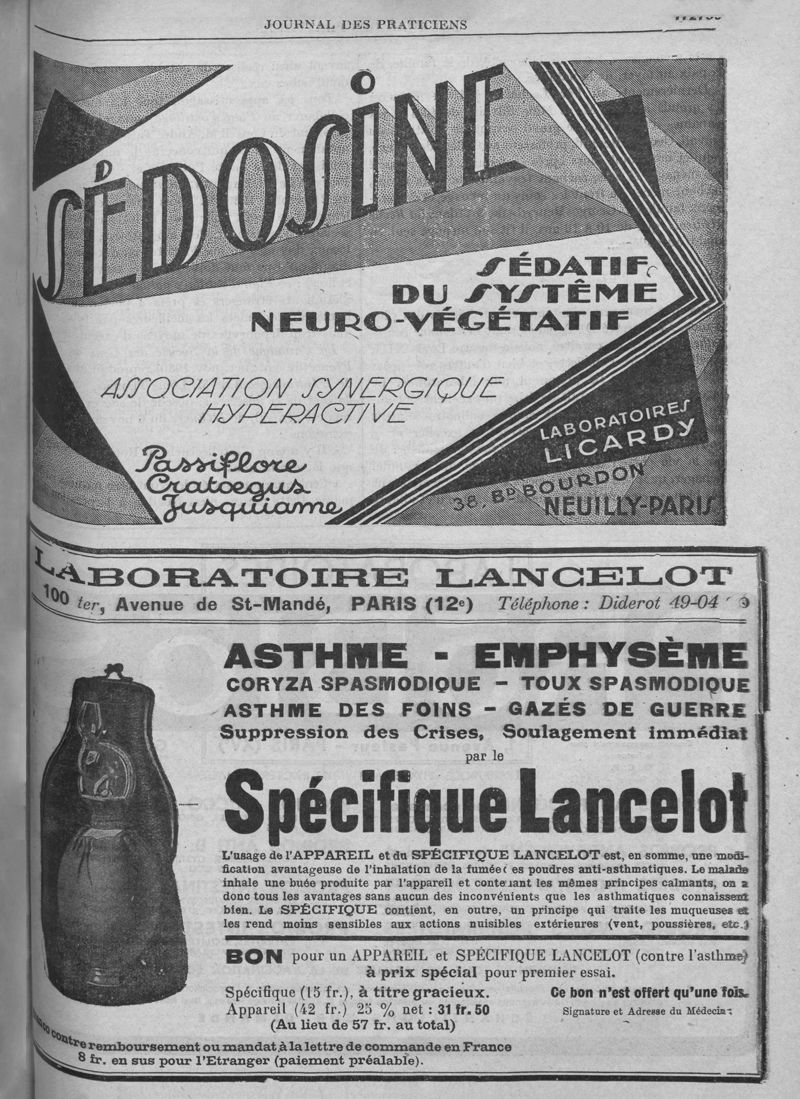 JOURNAL DES PRATICIENS
SÉDOSINE
SÉDATIF
DU SYSTÊME
NEURO-VÉGÉTATIF
ASSOCIATION SYNERGIQUE
HYPERACTIVE
Passiflore
Cratoegus
Jusquiame
LABORATOIRES
LICARDY
38, BD BOURDON
NEUILLY-PARIS
LABORATOIRE LANCELOT
100 ter, Avenue de St-Mandé, PARIS (12e) Téléphone : Diderot 49-04
ASTHME - EMPHYSÈME
CORYZA SPASMODIQUE - TOUX SPASMODIQUE
ASTHME DES FOINS - GAZÉS DE GUERRE
Suppression des Crises, Soulagement immédiat
par le
Spécifique Lancelot
L'usage de l'APPAREIL et du SPÉCIFIQUE LANCELOT est, en somme, une modi-
fication avantageuse de l'inhalation de la fumée es poudres anti-asthmatiques. Le malade
inhale une buée produite par l'appareil et contenant les mêmes principes calmants, on a
donc tous les avantages sans aucun des inconvénients que les asthmatiques connaissent
bien. Le SPÉCIFIQUE contient, en outre, un principe qui traite les muqueuses et
les rend moins sensibles aux actions nuisibles extérieures (vent, poussières, etc.)
BON pour un APPAREIL et SPÉCIFIQUE LANCELOT (contre l'asthme)
à prix spécial pour premier essai.
Spécifique (15 fr.), à titre gracieux.
Appareil (42 fr.) 25 % net : 31 fr. 50
(Au lieu de 57 fr. au total)
Ce bon n'est offert qu'une fois.
Signature et Adresse du Médecin :
contre remboursement ou mandat à la lettre de commande en France
8 fr. en sus pour l'Etranger (paiement préalable).